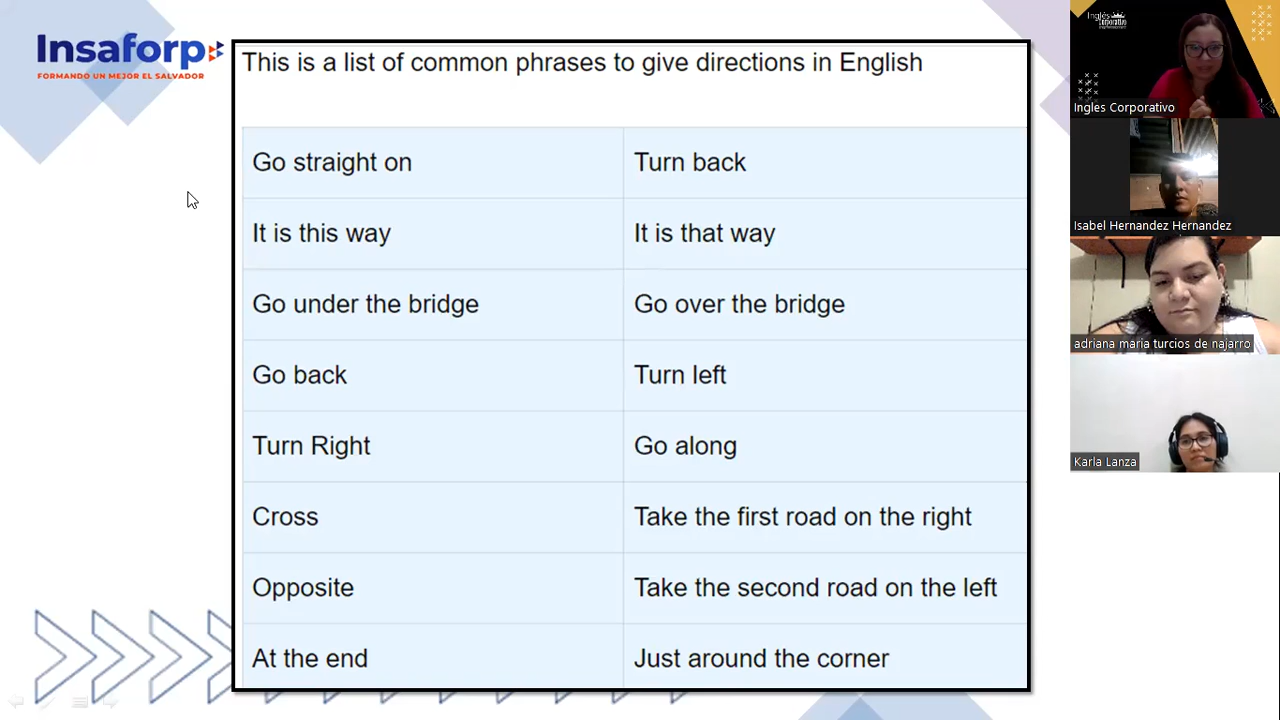 Insaforp
FORMANDO UN MEJOR EL SALVADOR
This is a list of common phrases to give directions in English
Go straight on
Turn back
It is this way
It is that way
Go under the bridge
Go over the bridge
Go back
Turn left
Turn Right
Go along
Cross
Take the first road on the right
Opposite
Take the second road on the left
At the end
Just around the corner
Inglés
Corporativo
Ingles Corporativo
Isabel Hernandez Hernandez
adriana maria turcios de najarro
Karla Lanza